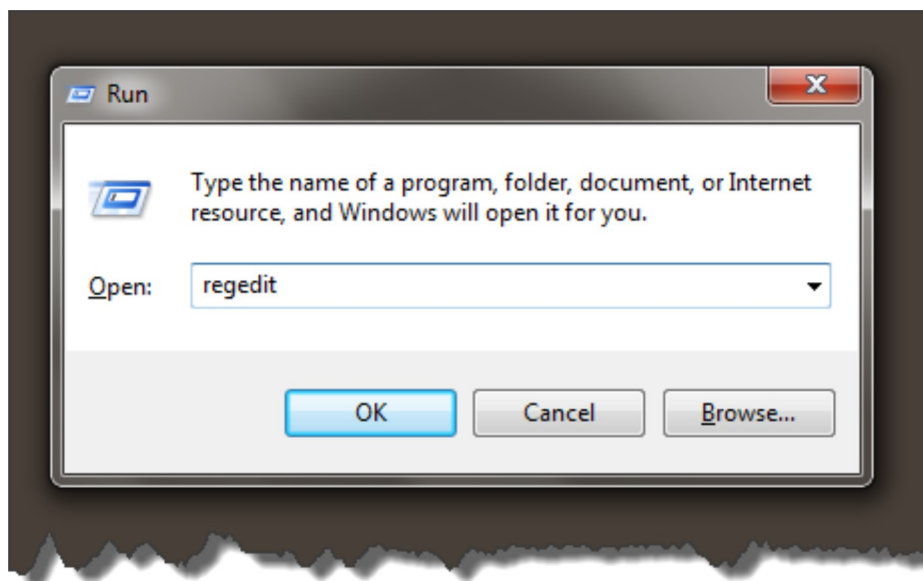 Run
Type the name of a program, folder, document, or Internet
resource, and Windows will open it for you.
Open: regedit
OK Cancel Browse...